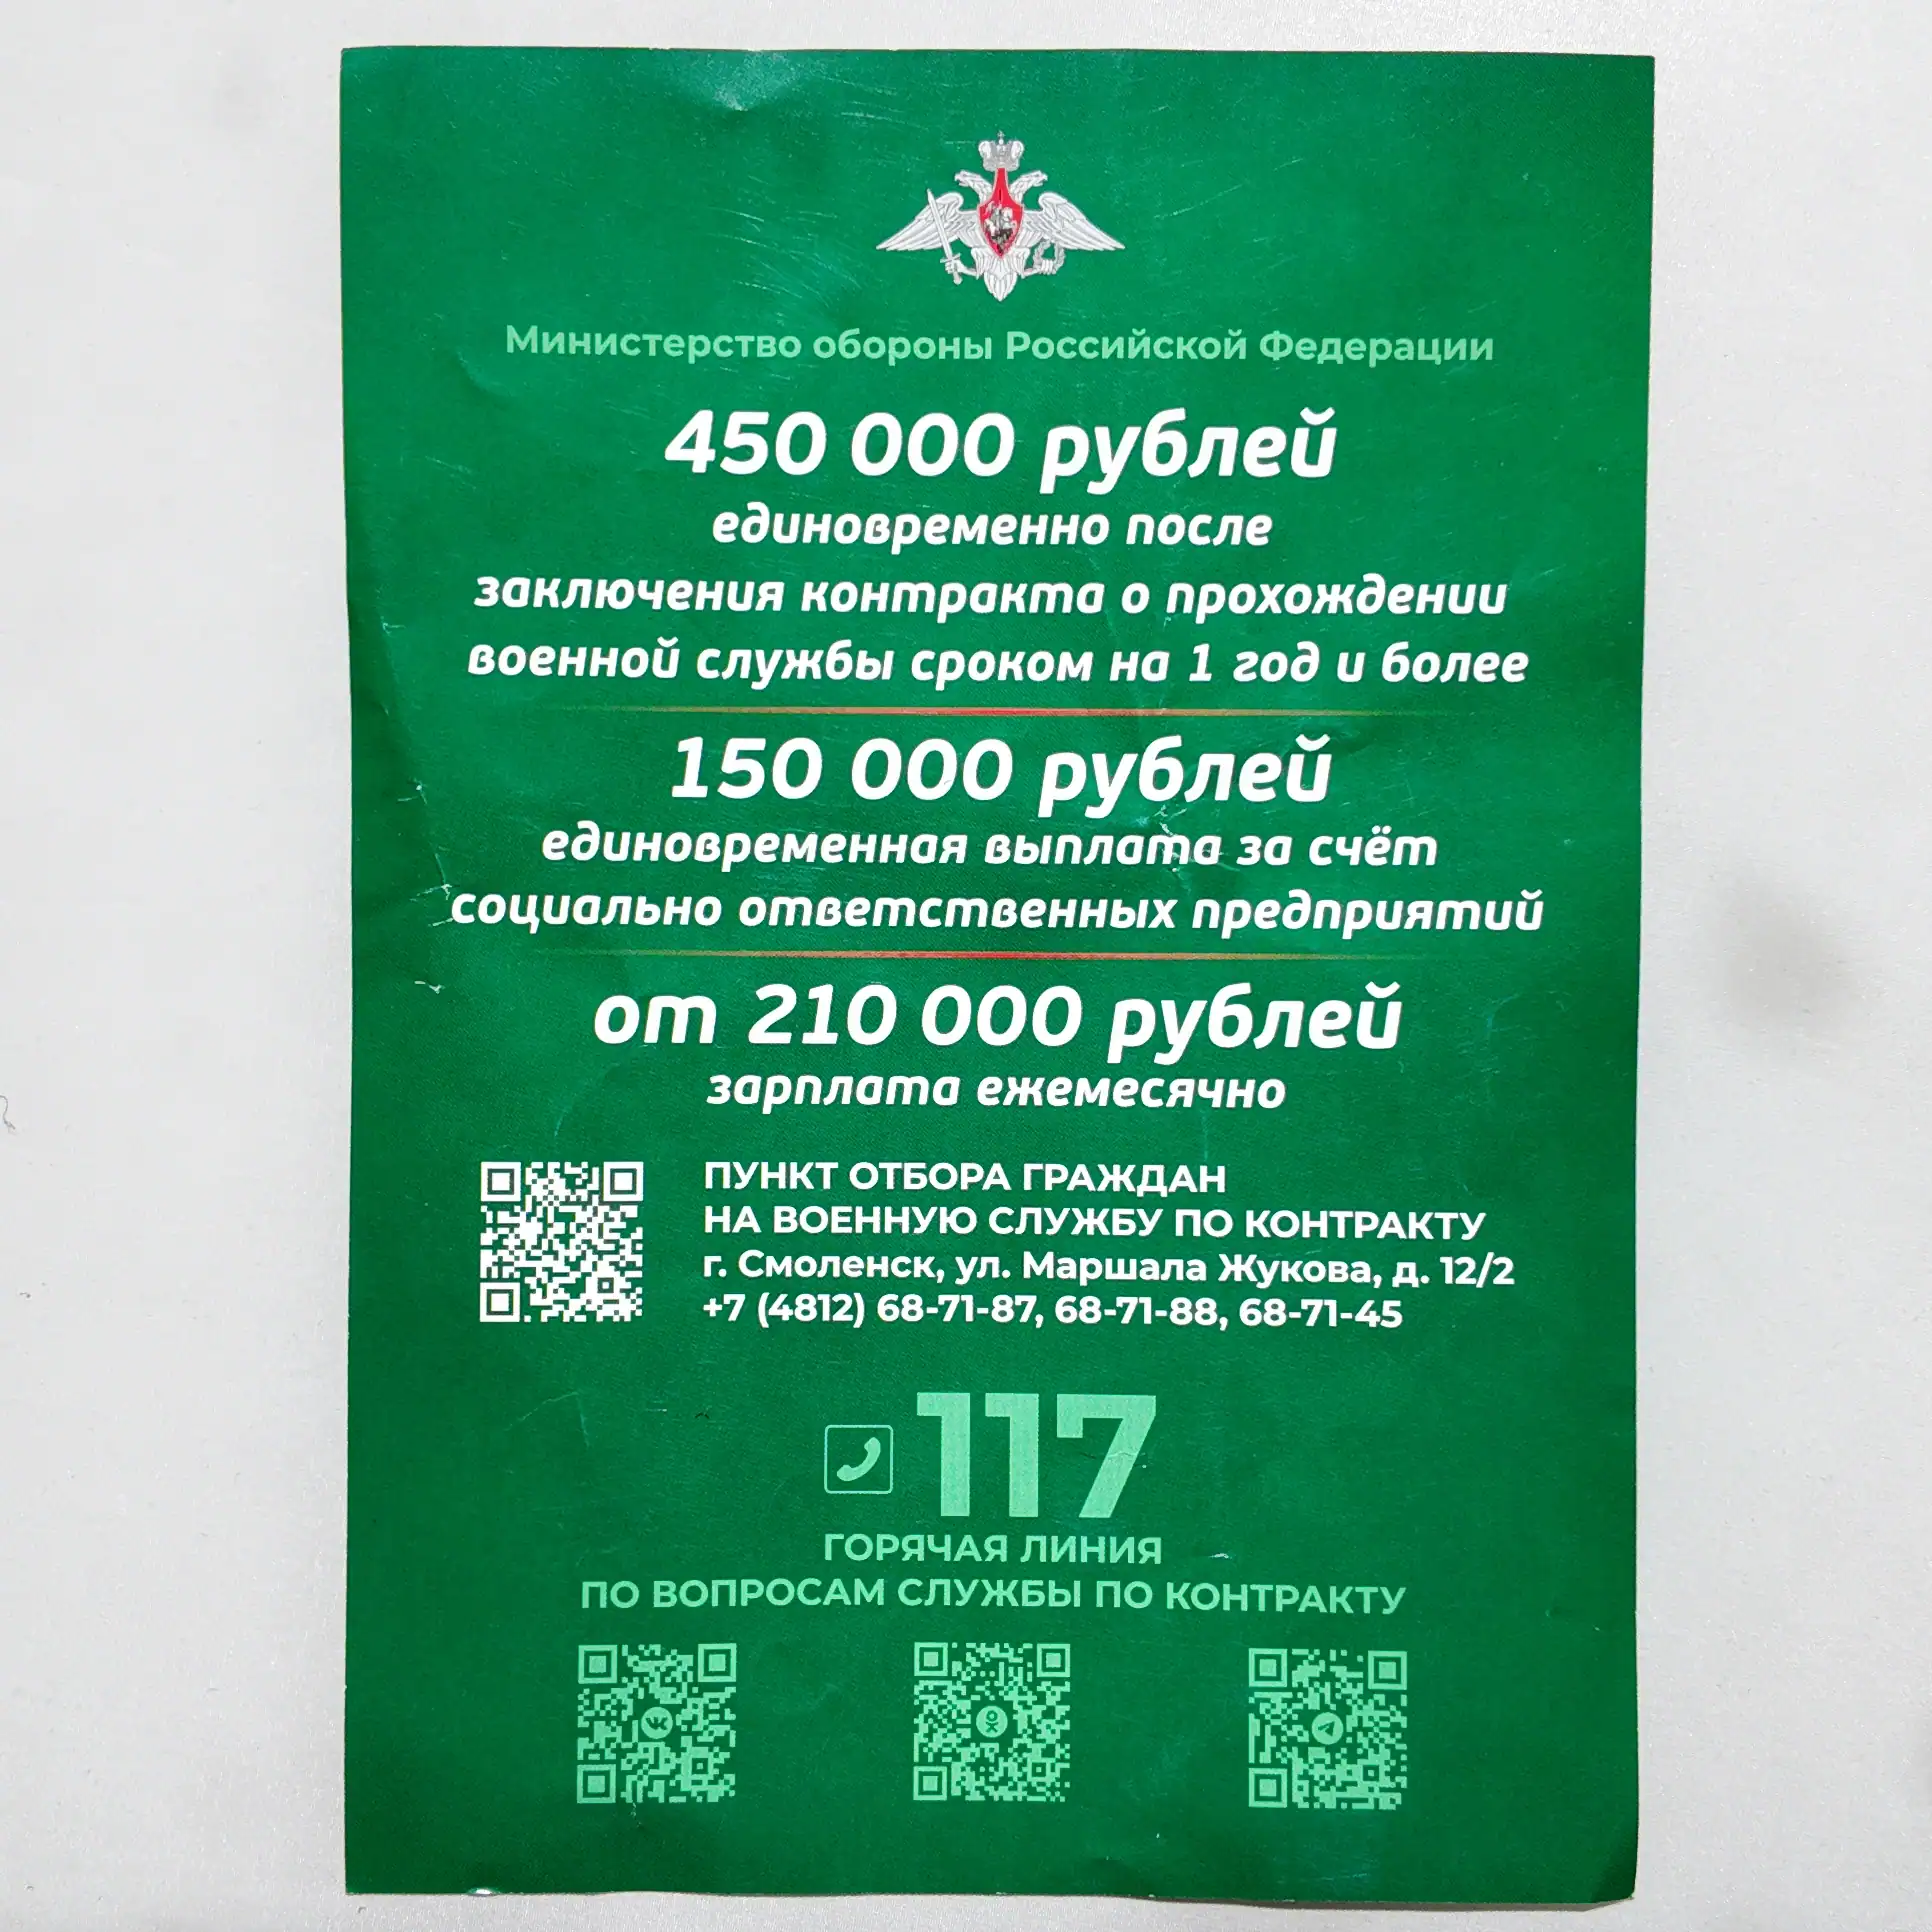 Министерство обороны Российской Федерации
450 000 рублей
единовременно после
заключения контракта о прохождении
военной службы сроком на 1 год и более
150 000 рублей
единовременная выплата за счёт
социально ответственных предприятий
от 210 000 рублей
зарплата ежемесячно
ПУНКТ ОТБОРА ГРАЖДАН
НА ВОЕННУЮ СЛУЖБУ ПО КОНТРАКТУ
г. Смоленск, ул. Маршала Жукова, д. 12/2
+7 (4812) 68-71-87, 68-71-88, 68-71-45
117
ГОРЯЧАЯ ЛИНИЯ
ПО ВОПРОСАМ СЛУЖБЫ ПО КОНТРАКТУ